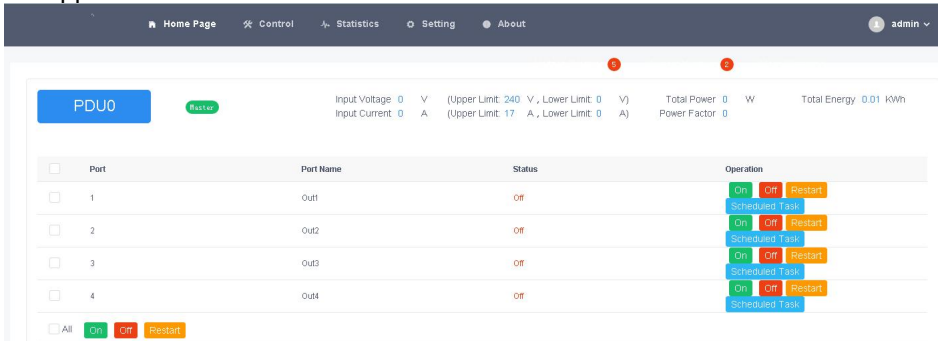 Home Page Control Statistics Setting About admin
5 2
PDU0 Master Input Voltage 0 V (Upper Limit: 240 V , Lower Limit: 0 V) Total Power 0 W Total Energy 0.01 KWh
Input Current 0 A (Upper Limit: 17 A , Lower Limit: 0 A) Power Factor 0
Port Port Name Status Operation
1 Out1 Off On Off Restart
Scheduled Task
2 Out2 Off On Off Restart
Scheduled Task
3 Out3 Off On Off Restart
Scheduled Task
4 Out4 Off On Off Restart
Scheduled Task
All On Off Restart